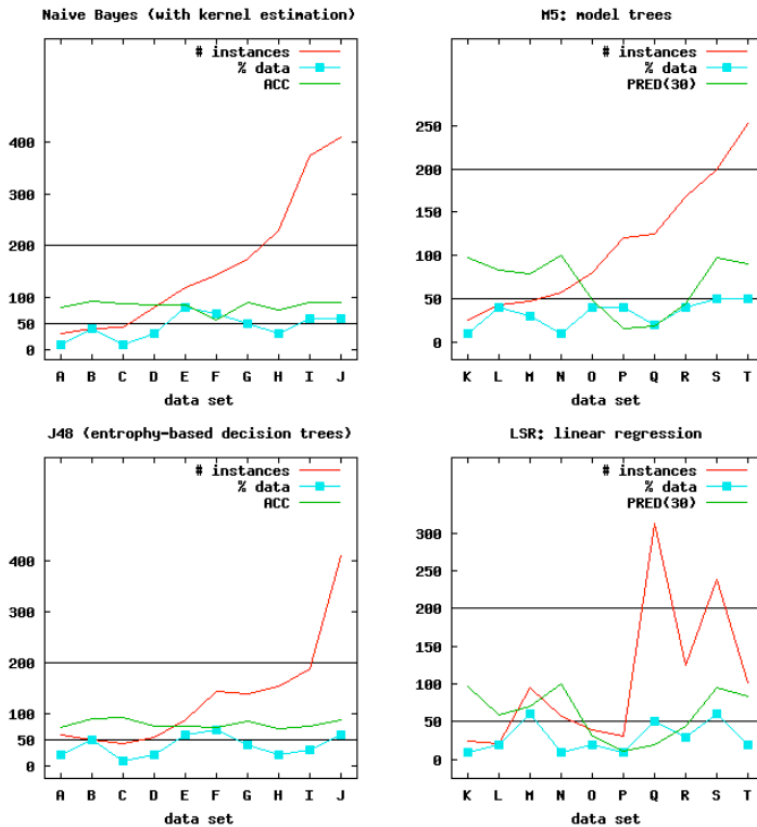 Naive Bayes (with kernel estimation)
# instances
% data
ACC
400
300
200
100
50
0
A B C D E F G H I J
data set
M5: model trees
# instances
% data
PRED(30)
250
200
150
100
50
0
K L M N O P Q R S T
data set
J48 (entrophy-based decision trees)
# instances
% data
ACC
400
300
200
100
50
0
A B C D E F G H I J
data set
LSR: linear regression
# instances
% data
PRED(30)
300
250
200
150
100
50
0
K L M N O P Q R S T
data set